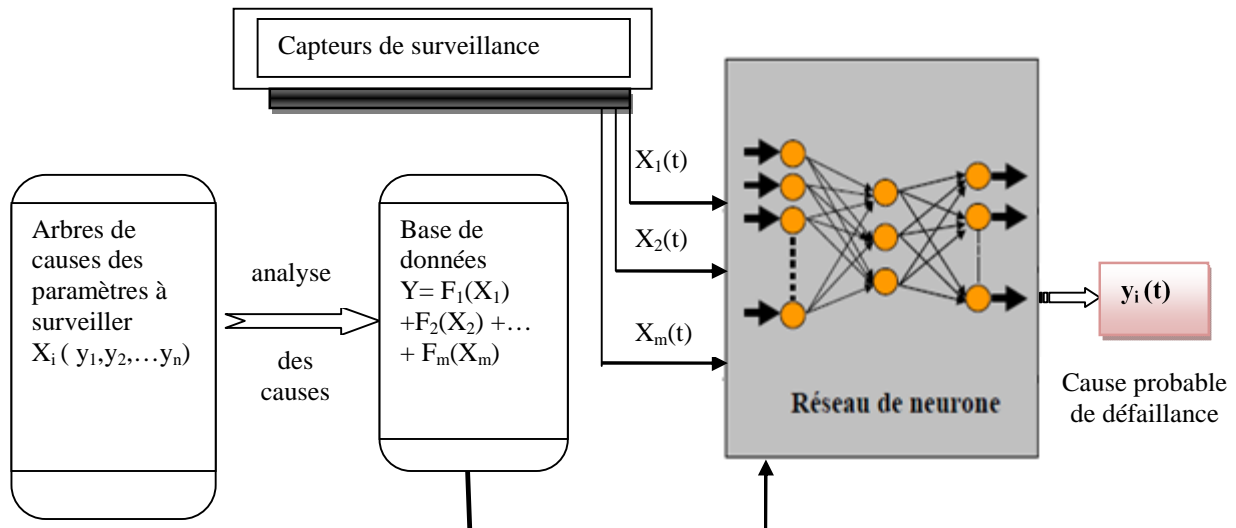 Capteurs de surveillance
X₁(t)
X₂(t)
Xₘ(t)
Arbres de
causes des
paramètres à
surveiller
Xᵢ ( y₁,y₂,…yₙ)
analyse
des
causes
Base de
données
Y= F₁(X₁)
+F₂(X₂) +…
+ Fₘ(Xₘ)
Réseau de neurone
yᵢ (t)
Cause probable
de défaillance